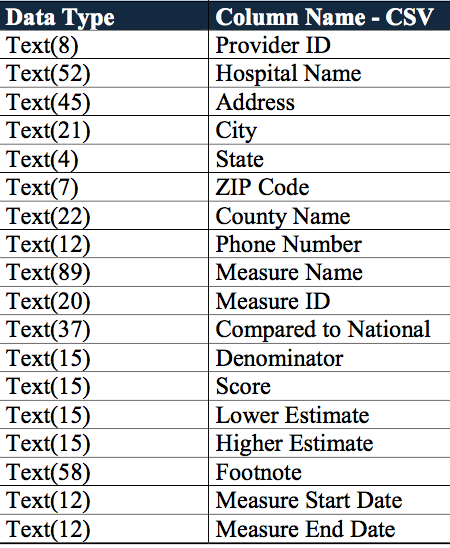 Data Type Column Name - CSV
Text(8) Provider ID
Text(52) Hospital Name
Text(45) Address
Text(21) City
Text(4) State
Text(7) ZIP Code
Text(22) County Name
Text(12) Phone Number
Text(89) Measure Name
Text(20) Measure ID
Text(37) Compared to National
Text(15) Denominator
Text(15) Score
Text(15) Lower Estimate
Text(15) Higher Estimate
Text(58) Footnote
Text(12) Measure Start Date
Text(12) Measure End Date